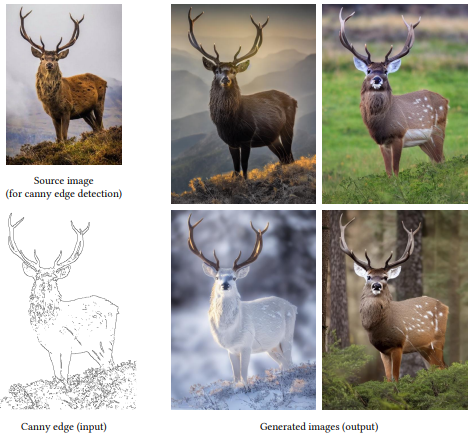 Source image
(for canny edge detection)
Canny edge (input)
Generated images (output)